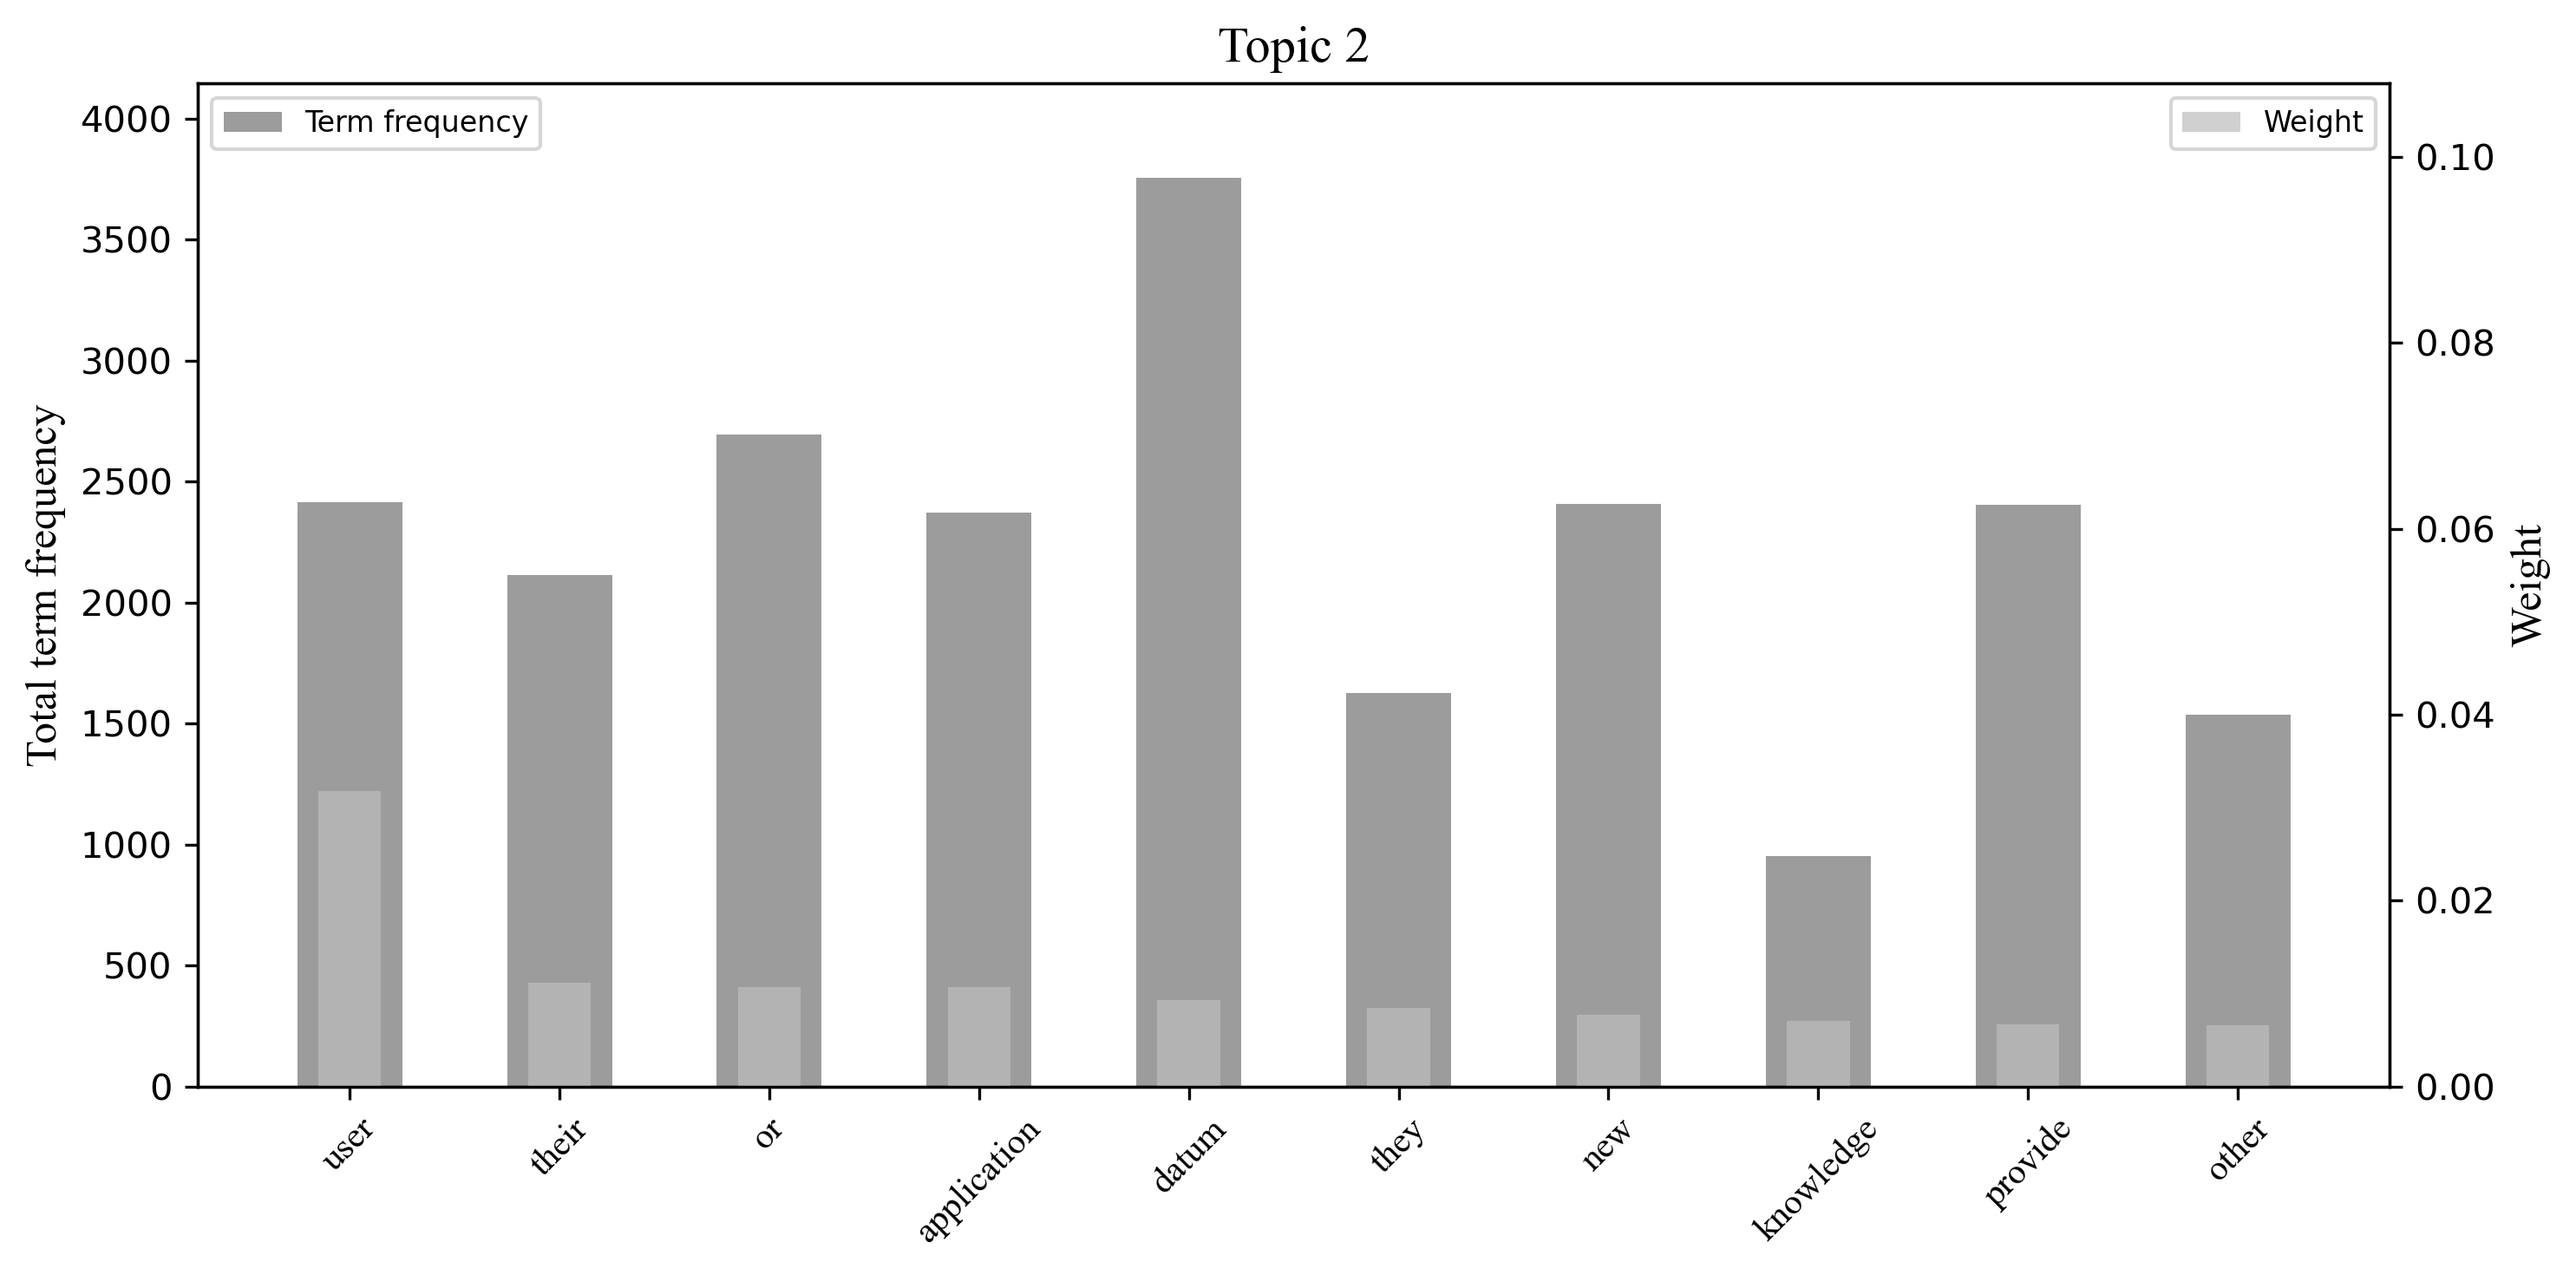 Topic 2
Term frequency
Weight
4000
3500
3000
2500
2000
1500
1000
500
0
Total term frequency
0.10
0.08
0.06
0.04
0.02
0.00
Weight
user
their
or
application
datum
they
new
knowledge
provide
other